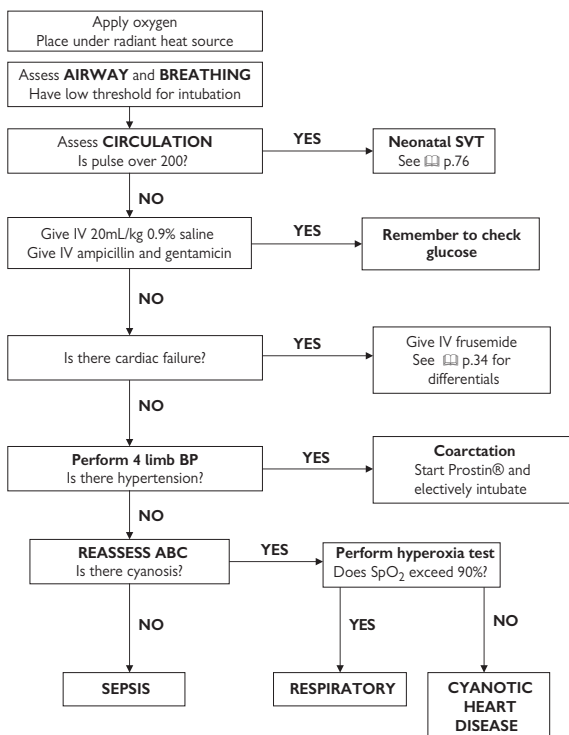 Apply oxygen
Place under radiant heat source
Assess AIRWAY and BREATHING
Have low threshold for intubation
Assess CIRCULATION
Is pulse over 200?
YES
Neonatal SVT
See 📖 p.76
NO
Give IV 20mL/kg 0.9% saline
Give IV ampicillin and gentamicin
YES
Remember to check
glucose
NO
Is there cardiac failure?
YES
Give IV frusemide
See 📖 p.34 for
differentials
NO
Perform 4 limb BP
Is there hypertension?
YES
Coarctation
Start Prostin® and
electively intubate
NO
REASSESS ABC
Is there cyanosis?
YES
Perform hyperoxia test
Does SpO₂ exceed 90%?
NO
YES
NO
SEPSIS
RESPIRATORY
CYANOTIC
HEART
DISEASE